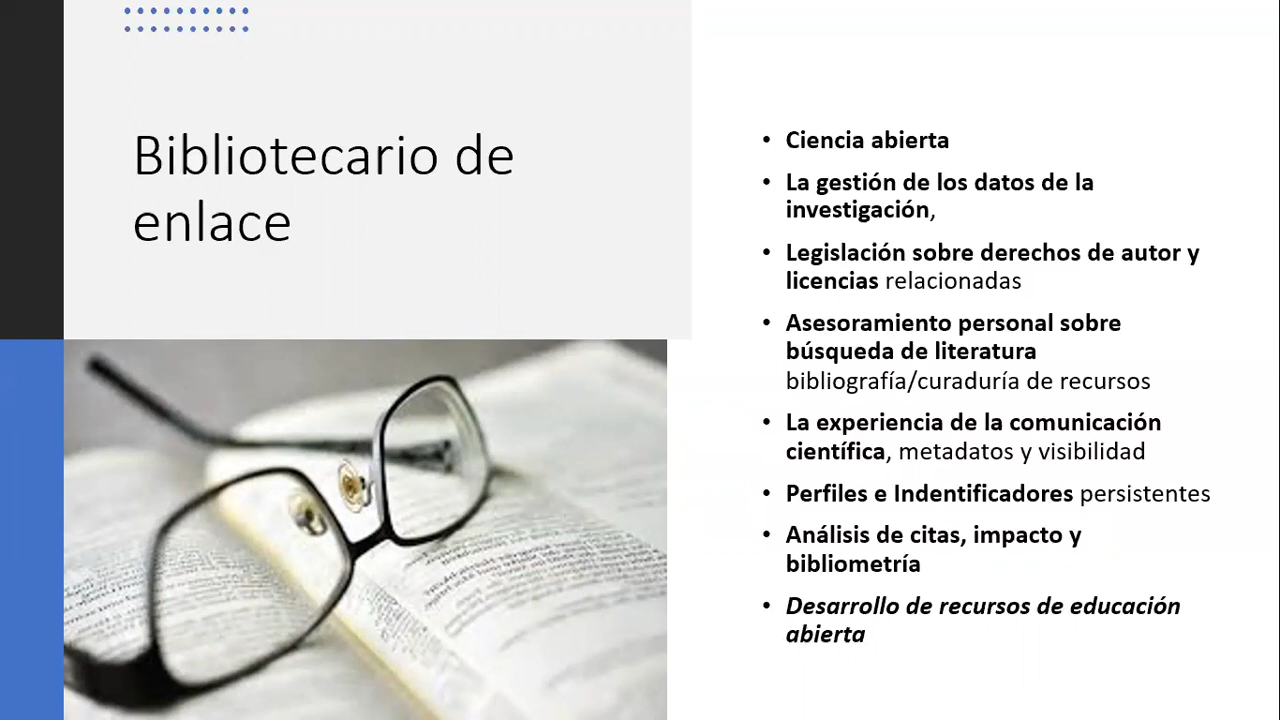 Bibliotecario de
enlace
• Ciencia abierta
• La gestión de los datos de la
investigación,
• Legislación sobre derechos de autor y
licencias relacionadas
• Asesoramiento personal sobre
búsqueda de literatura
bibliografía/curaduría de recursos
• La experiencia de la comunicación
científica, metadatos y visibilidad
• Perfiles e Indentificadores persistentes
• Análisis de citas, impacto y
bibliometría
• Desarrollo de recursos de educación
abierta